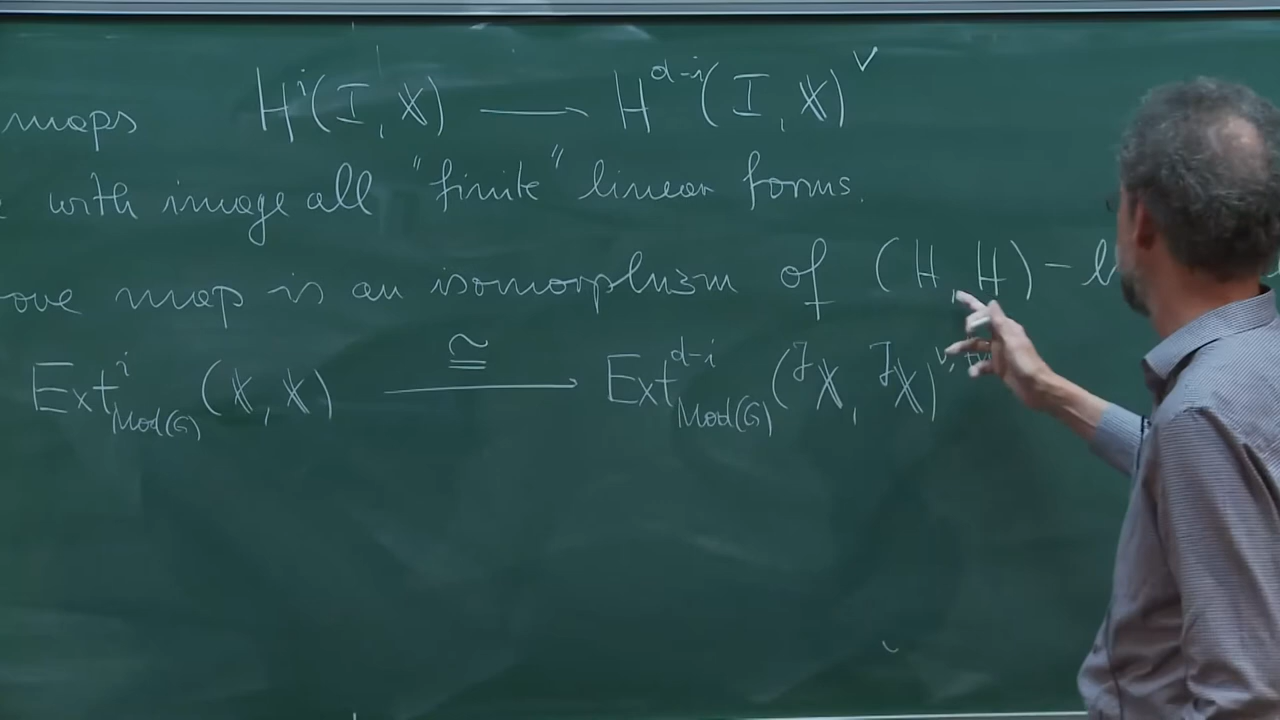 maps H^i(I, X) ⟶ H^{d-i}(I, X)^∨
with image all "finite" linear forms.
ove map is an isomorphism of (H, H) -
Ext^i_{Mod(G)} (X, X) ⟶^{≅} Ext^{d-i}_{Mod(G)} (^J X, ^J X)^{∨,